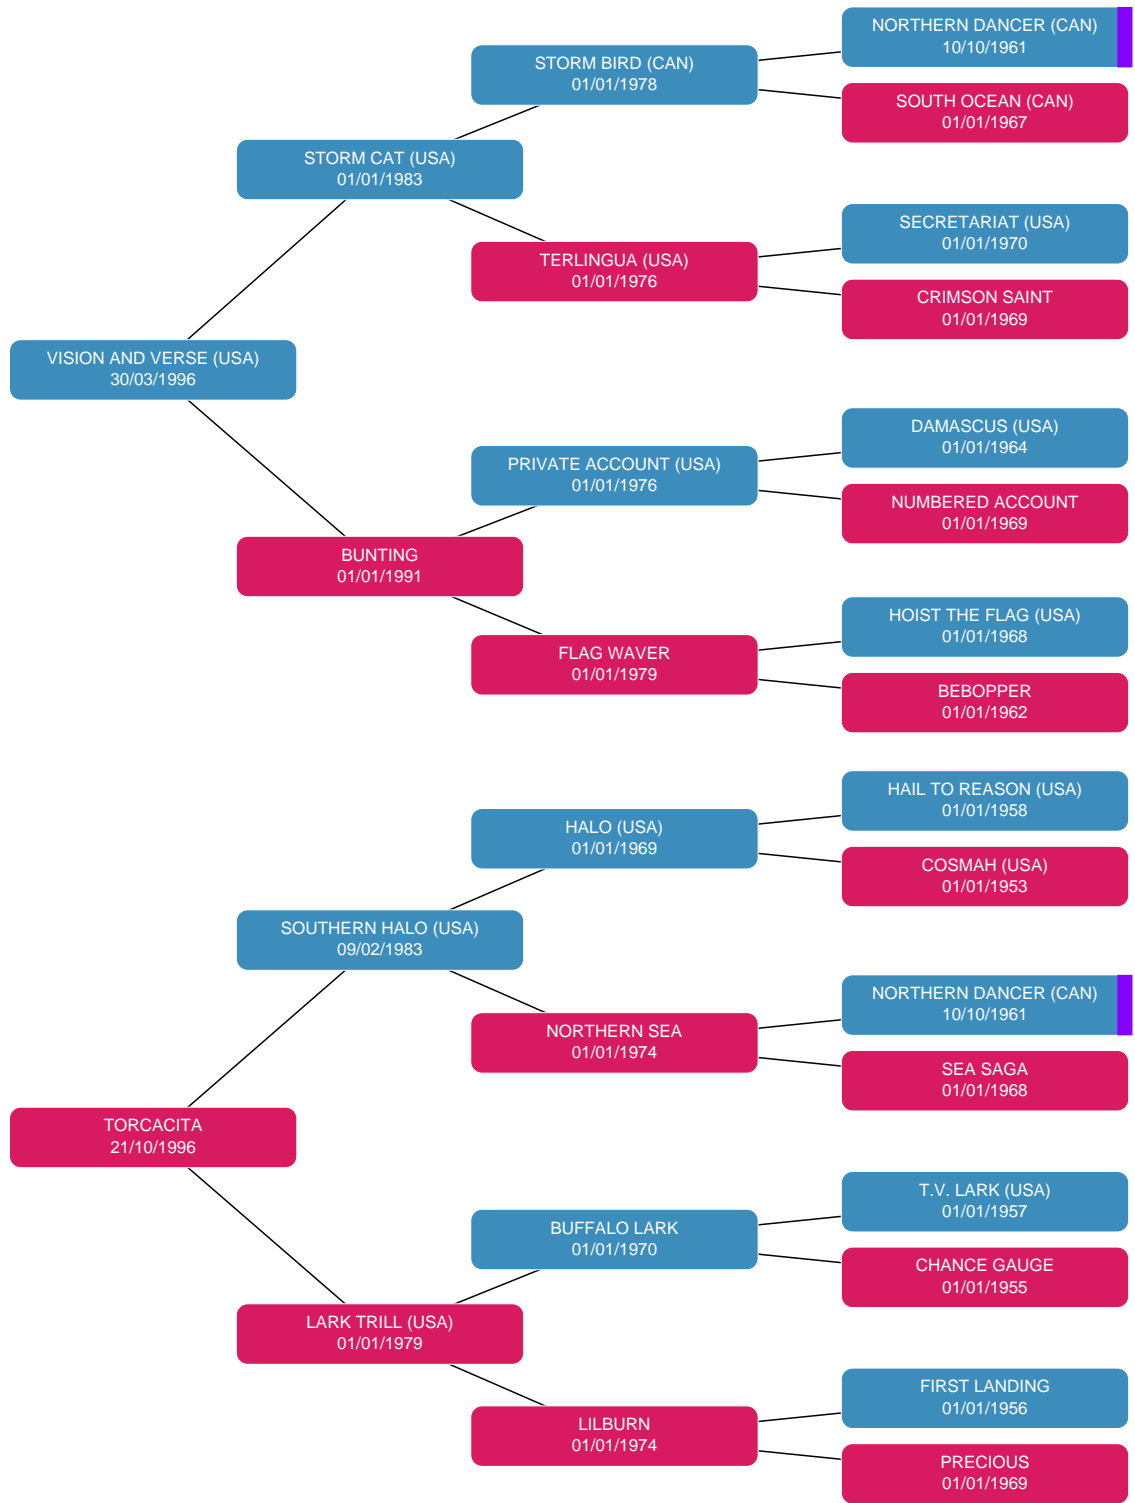 NORTHERN DANCER (CAN)
10/10/1961
STORM BIRD (CAN)
01/01/1978
SOUTH OCEAN (CAN)
01/01/1967
STORM CAT (USA)
01/01/1983
SECRETARIAT (USA)
01/01/1970
TERLINGUA (USA)
01/01/1976
CRIMSON SAINT
01/01/1969
VISION AND VERSE (USA)
30/03/1996
DAMASCUS (USA)
01/01/1964
PRIVATE ACCOUNT (USA)
01/01/1976
NUMBERED ACCOUNT
01/01/1969
BUNTING
01/01/1991
HOIST THE FLAG (USA)
01/01/1968
FLAG WAVER
01/01/1979
BEBOPPER
01/01/1962
HAIL TO REASON (USA)
01/01/1958
HALO (USA)
01/01/1969
COSMAH (USA)
01/01/1953
SOUTHERN HALO (USA)
09/02/1983
NORTHERN DANCER (CAN)
10/10/1961
NORTHERN SEA
01/01/1974
SEA SAGA
01/01/1968
TORCACITA
21/10/1996
T.V. LARK (USA)
01/01/1957
BUFFALO LARK
01/01/1970
CHANCE GAUGE
01/01/1955
LARK TRILL (USA)
01/01/1979
FIRST LANDING
01/01/1956
LILBURN
01/01/1974
PRECIOUS
01/01/1969